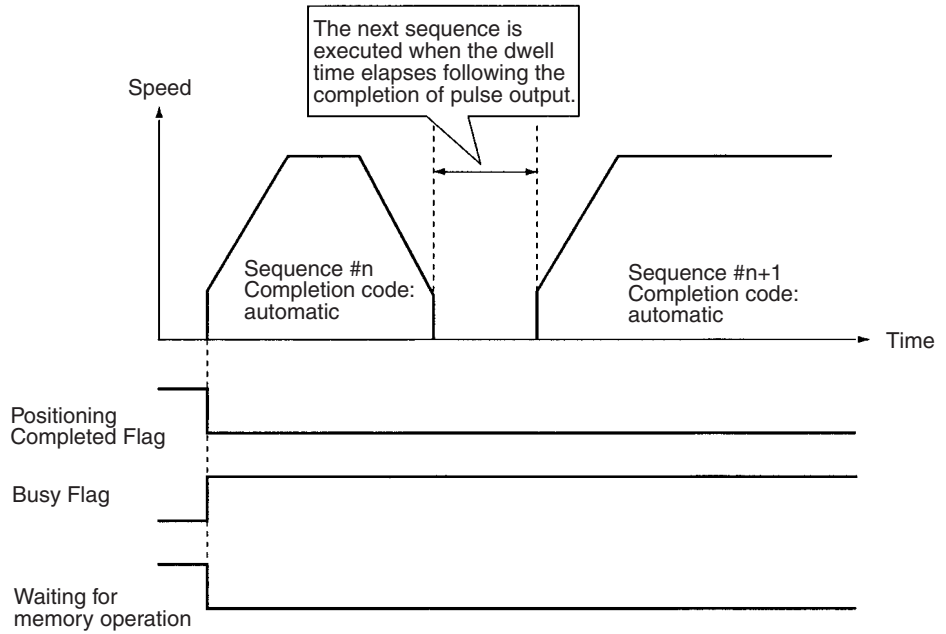 The next sequence is
executed when the dwell
time elapses following the
completion of pulse output.
Speed
Sequence #n
Completion code:
automatic
Sequence #n+1
Completion code:
automatic
Time
Positioning
Completed Flag
Busy Flag
Waiting for
memory operation